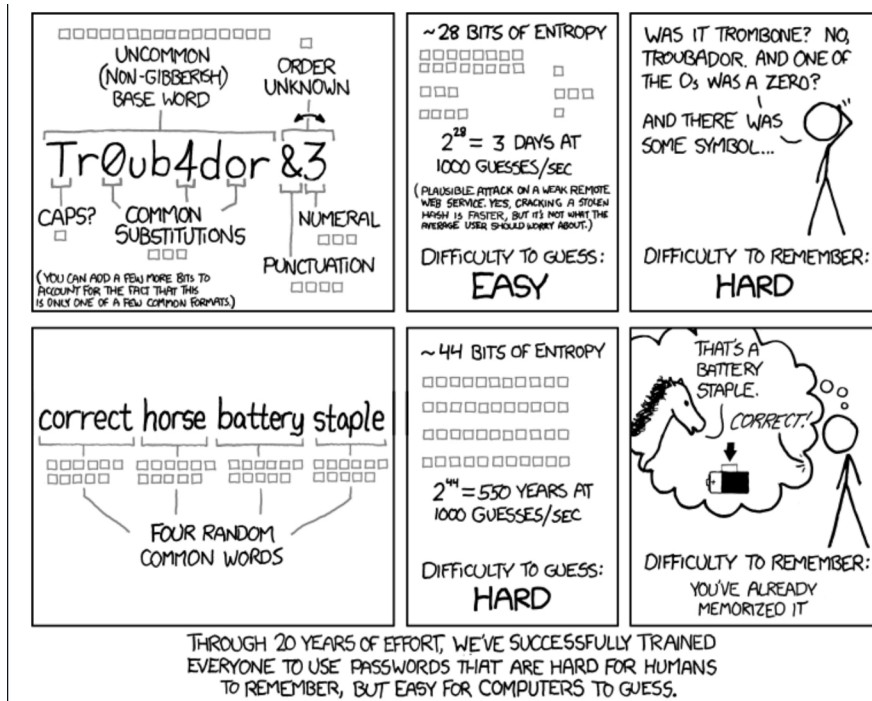 UNCOMMON
(NON-GIBBERISH)
BASE WORD
ORDER
UNKNOWN
Tr0ub4dor &3
CAPS?
COMMON
SUBSTITUTIONS
NUMERAL
PUNCTUATION
(YOU CAN ADD A FEW MORE BITS TO
ACCOUNT FOR THE FACT THAT THIS
IS ONLY ONE OF A FEW COMMON FORMATS.)
~28 BITS OF ENTROPY
2^28 = 3 DAYS AT
1000 GUESSES/SEC
(PLAUSIBLE ATTACK ON A WEAK REMOTE
WEB SERVICE. YES, CRACKING A STOLEN
HASH IS FASTER, BUT IT'S NOT WHAT THE
AVERAGE USER SHOULD WORRY ABOUT.)
DIFFICULTY TO GUESS:
EASY
WAS IT TROMBONE? NO,
TROUBADOR. AND ONE OF
THE Os WAS A ZERO?
AND THERE WAS
SOME SYMBOL...
DIFFICULTY TO REMEMBER:
HARD
correct horse battery staple
FOUR RANDOM
COMMON WORDS
~44 BITS OF ENTROPY
2^44 = 550 YEARS AT
1000 GUESSES/SEC
DIFFICULTY TO GUESS:
HARD
THAT'S A
BATTERY
STAPLE.
CORRECT!
DIFFICULTY TO REMEMBER:
YOU'VE ALREADY
MEMORIZED IT
THROUGH 20 YEARS OF EFFORT, WE'VE SUCCESSFULLY TRAINED
EVERYONE TO USE PASSWORDS THAT ARE HARD FOR HUMANS
TO REMEMBER, BUT EASY FOR COMPUTERS TO GUESS.